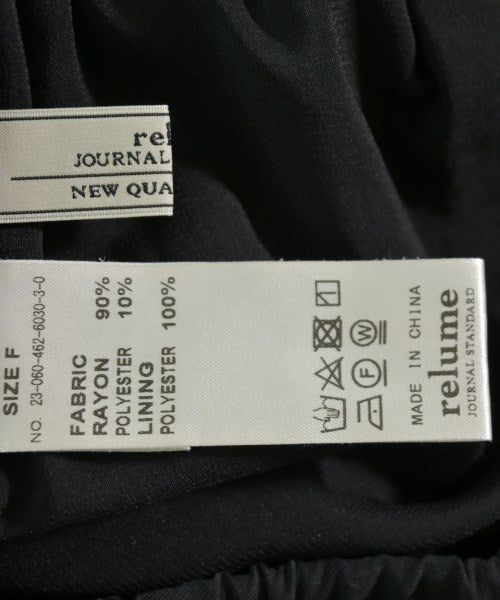 rel
JOURNAL
NEW QUA
SIZE F
NO. 23-060-462-6030-3-0
FABRIC
RAYON 90%
POLYESTER 10%
LINING
POLYESTER 100%
F W
MADE IN CHINA
relume
JOURNAL STANDARD